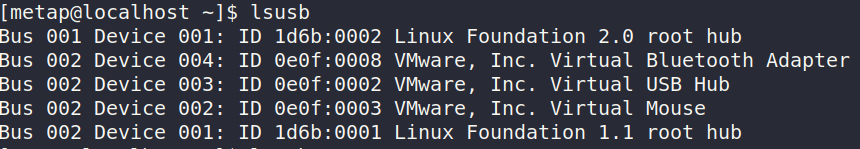 [metap@localhost ~]$ lsusb
Bus 001 Device 001: ID 1d6b:0002 Linux Foundation 2.0 root hub
Bus 002 Device 004: ID 0e0f:0008 VMware, Inc. Virtual Bluetooth Adapter
Bus 002 Device 003: ID 0e0f:0002 VMware, Inc. Virtual USB Hub
Bus 002 Device 002: ID 0e0f:0003 VMware, Inc. Virtual Mouse
Bus 002 Device 001: ID 1d6b:0001 Linux Foundation 1.1 root hub